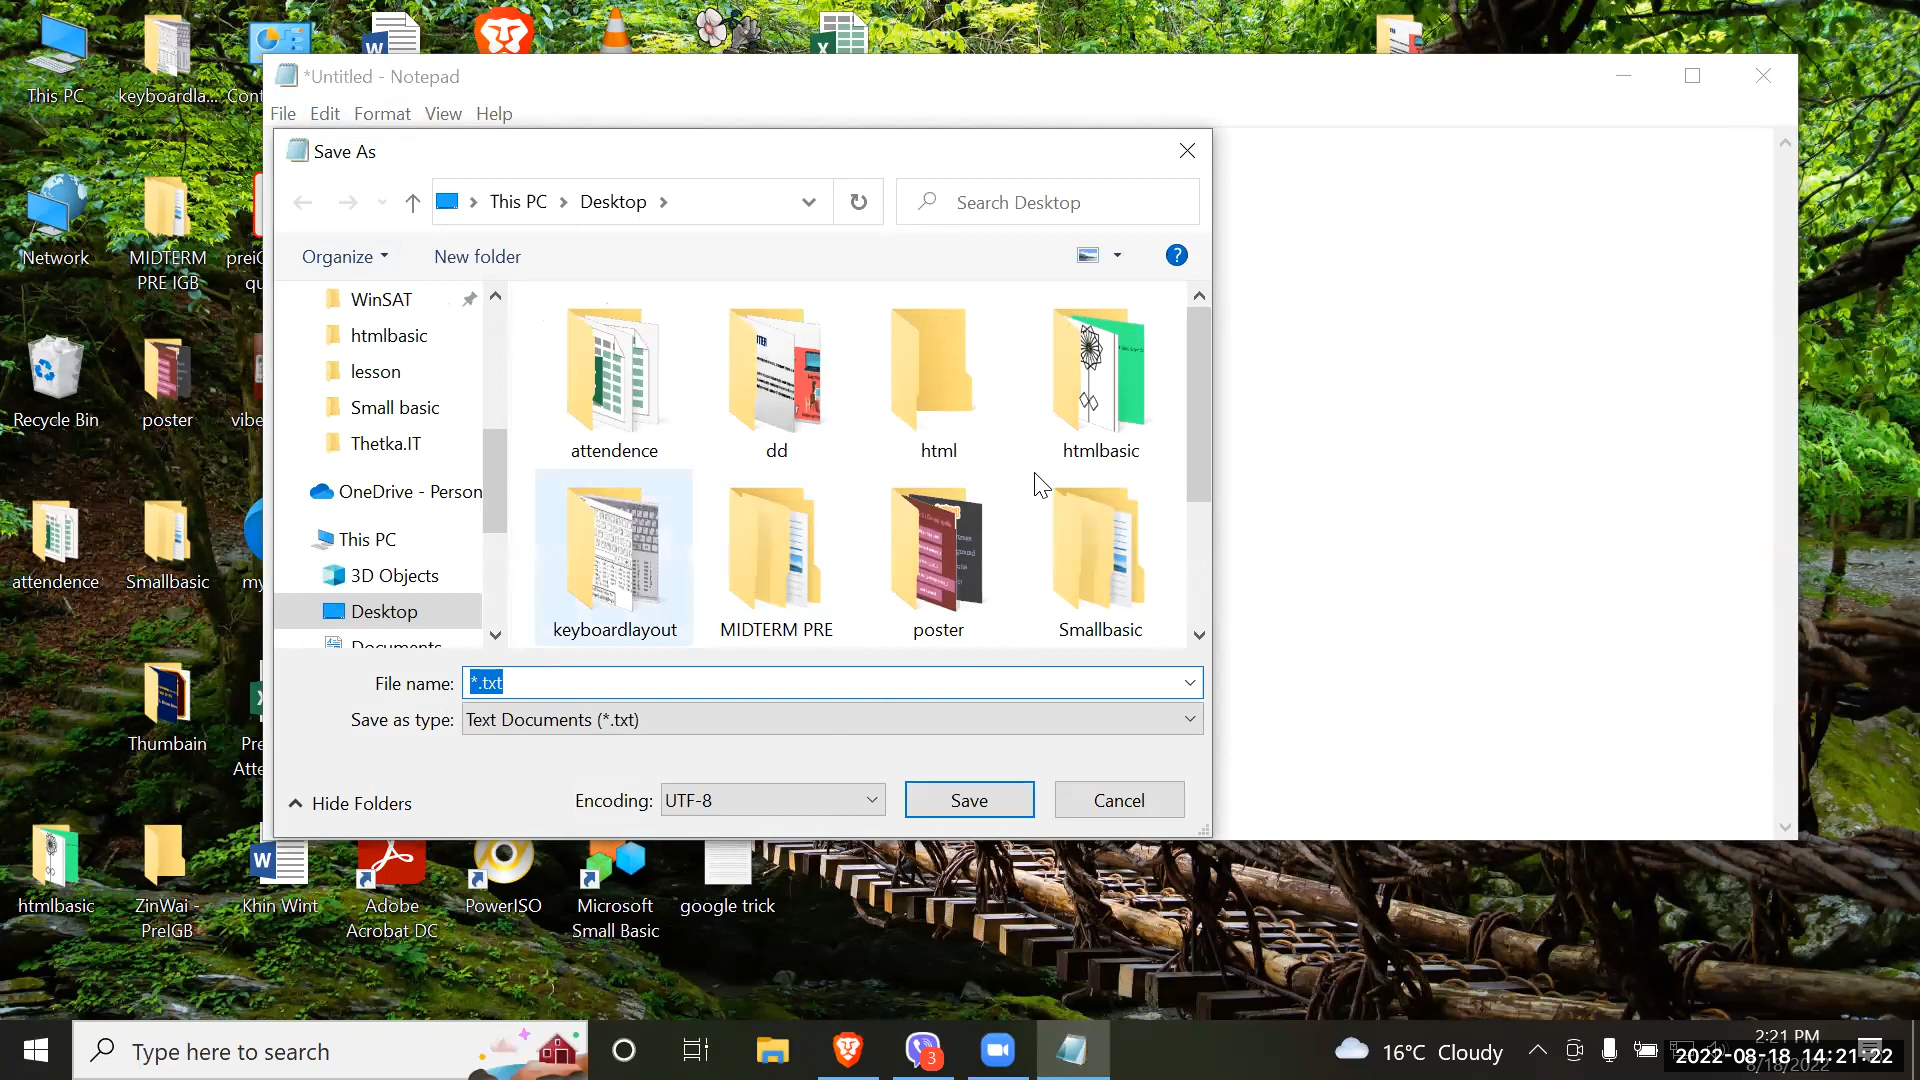 This PC
keyboardla...
Cont
*Untitled - Notepad
File Edit Format View Help
Save As
This PC
Desktop
Search Desktop
Organize
New folder
WinSAT
htmlbasic
lesson
Small basic
Thetka.IT
OneDrive - Person
This PC
3D Objects
Desktop
Documents
attendence
dd
html
htmlbasic
keyboardlayout
MIDTERM PRE
poster
Smallbasic
File name: *.txt
Save as type: Text Documents (*.txt)
Hide Folders
Encoding: UTF-8
Save
Cancel
Network
MIDTERM
PRE IGB
Recycle Bin
poster
vibe
attendence
Smallbasic
my
Thumbain
Pre
Atte
htmlbasic
ZinWai -
PreIGB
Khin Wint
Adobe
Acrobat DC
PowerISO
Microsoft
Small Basic
google trick
Type here to search
3
16°C Cloudy
2:21 PM
8/18/2022
2022-08-18 14:21:22